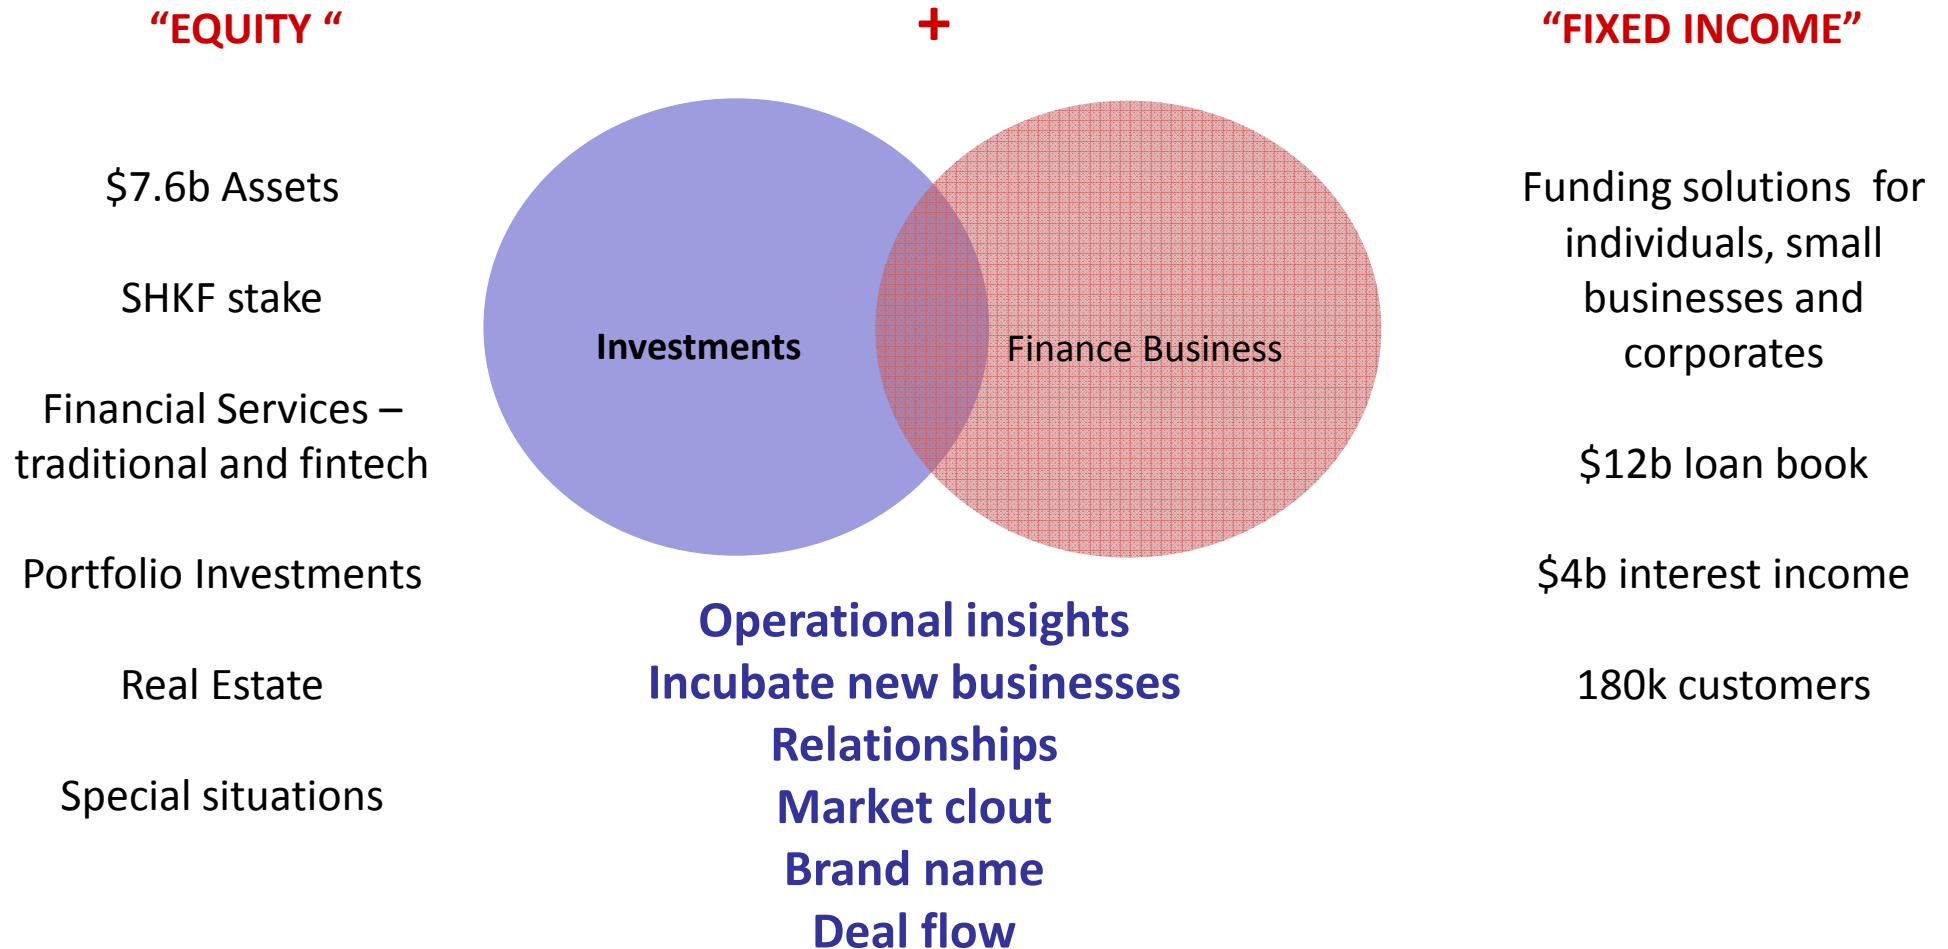 “EQUITY “
+
“FIXED INCOME”
$7.6b Assets
SHKF stake
Financial Services –
traditional and fintech
Portfolio Investments
Real Estate
Special situations
Investments
Finance Business
Operational insights
Incubate new businesses
Relationships
Market clout
Brand name
Deal flow
Funding solutions  for
individuals, small
businesses and
corporates
$12b loan book
$4b interest income
180k customers